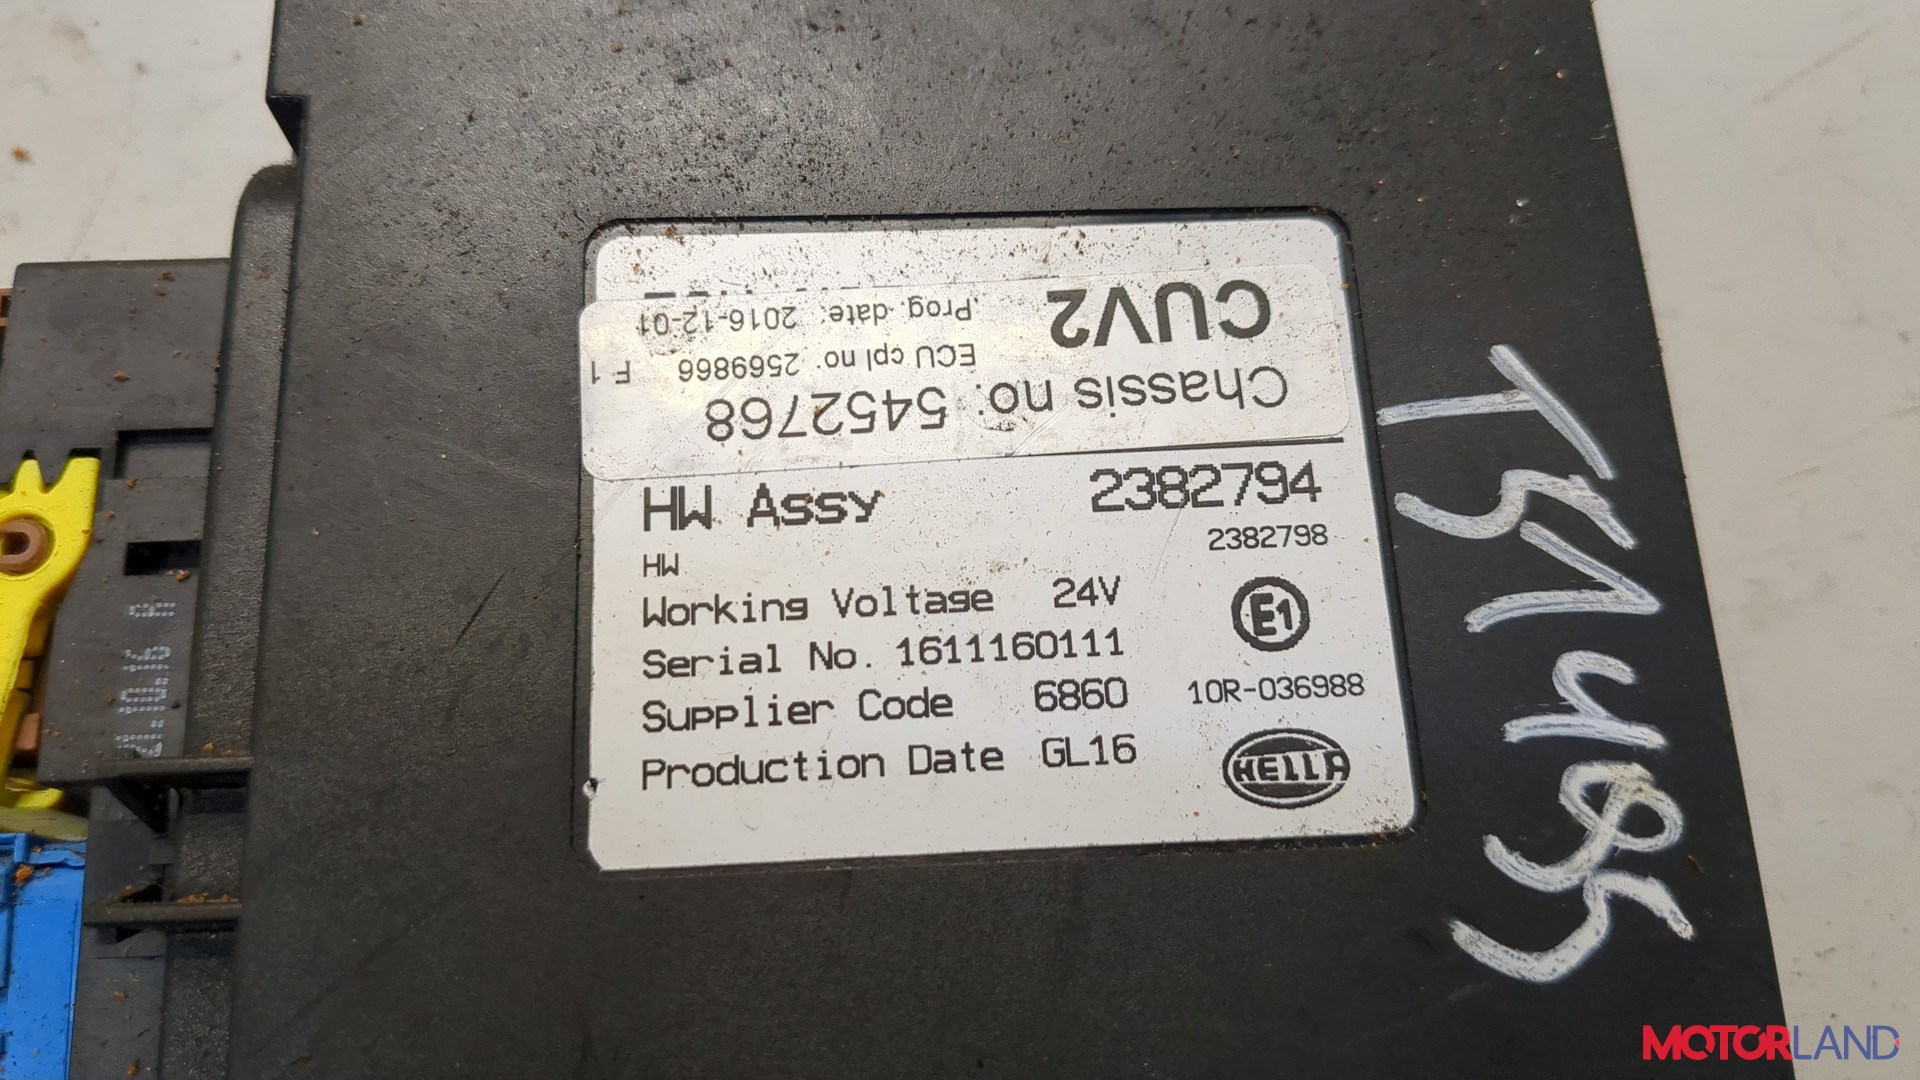 CUV2
Prog. date: 2016-12-01
Chassis no. 5452768
ECU cpl no. 2569866 F 1
HW Assy 2382794
HW 2382798
Working Voltage 24V
E1
Serial No. 1611160111
Supplier Code 6860
10R-036988
Production Date GL16
HELLA
MOTORLAND